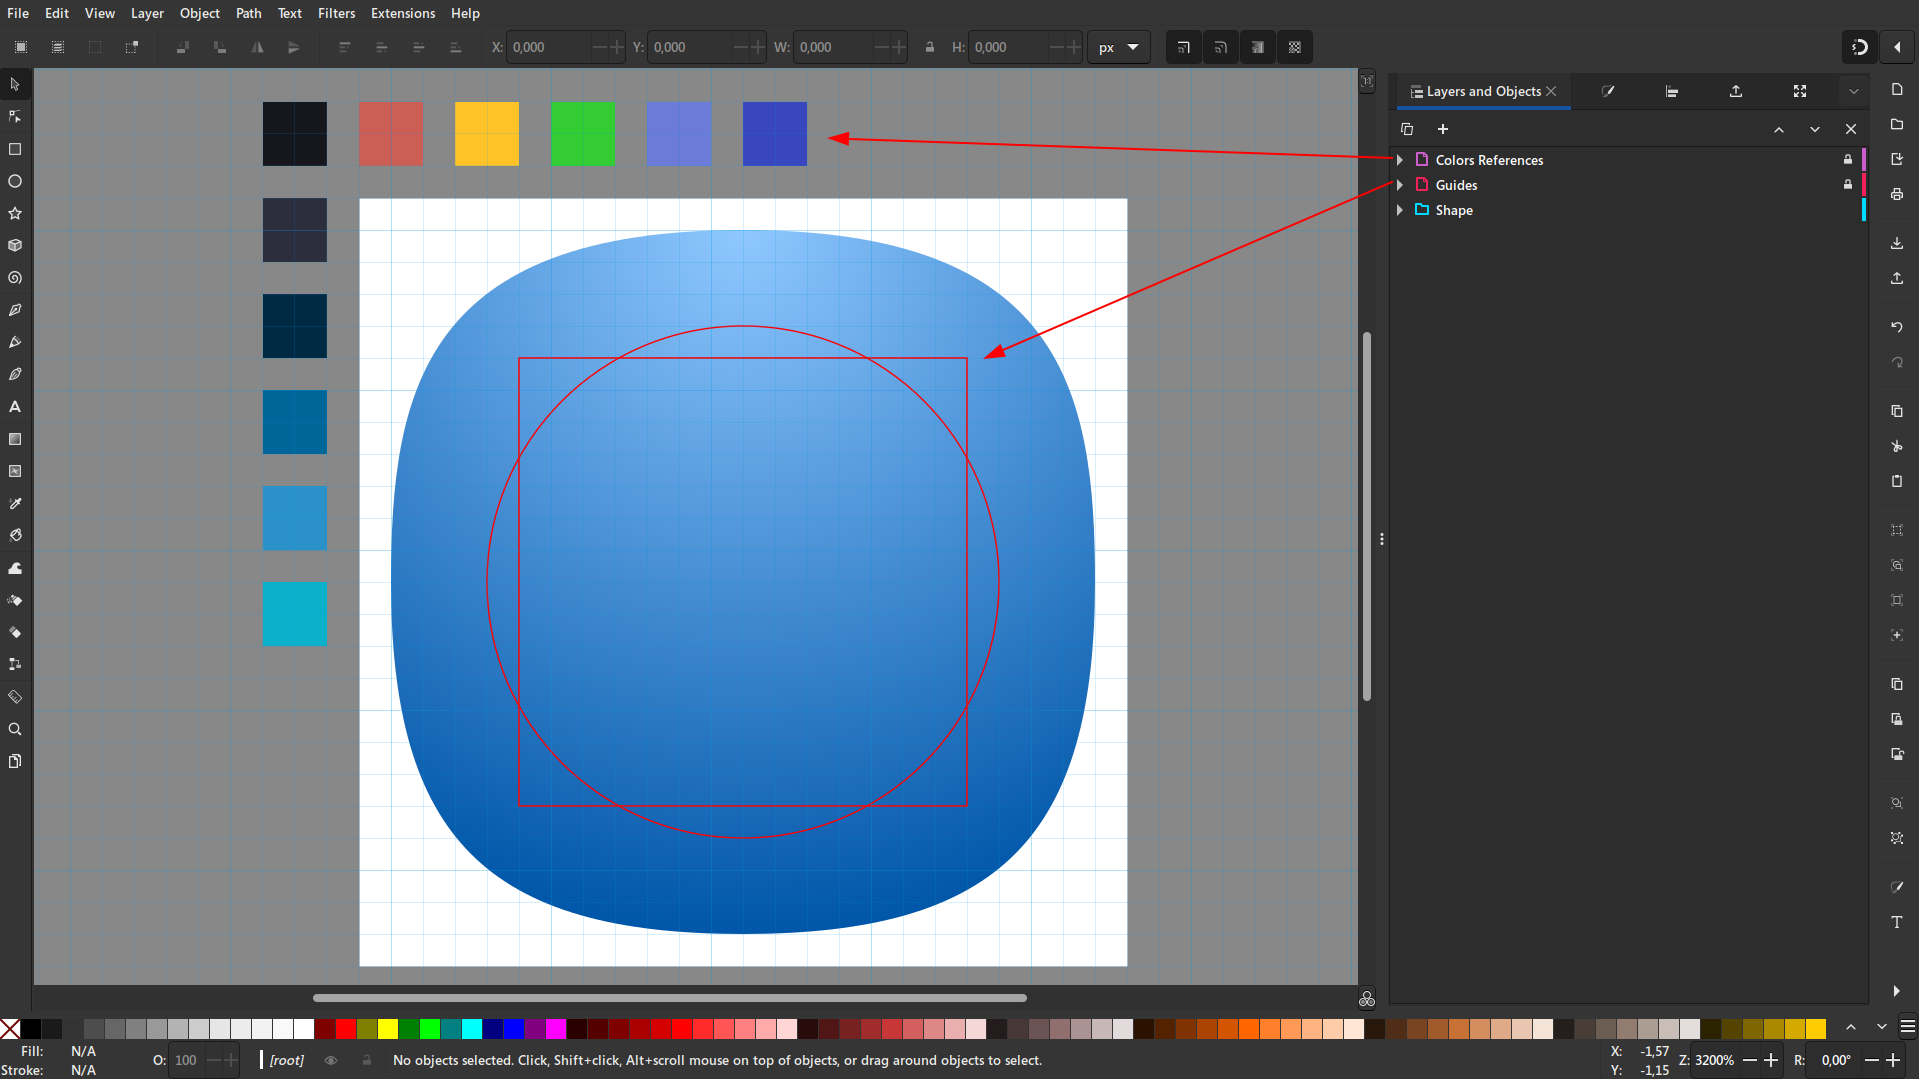 File Edit View Layer Object Path Text Filters Extensions Help
X: 0,000 Y: 0,000 W: 0,000 H: 0,000 px
Layers and Objects
Colors References
Guides
Shape
Fill: N/A
Stroke: N/A
O: 100
[root]
No objects selected. Click, Shift+click, Alt+scroll mouse on top of objects, or drag around objects to select.
X: -1,57
Y: -1,15
Z: 3200%
R: 0,00°